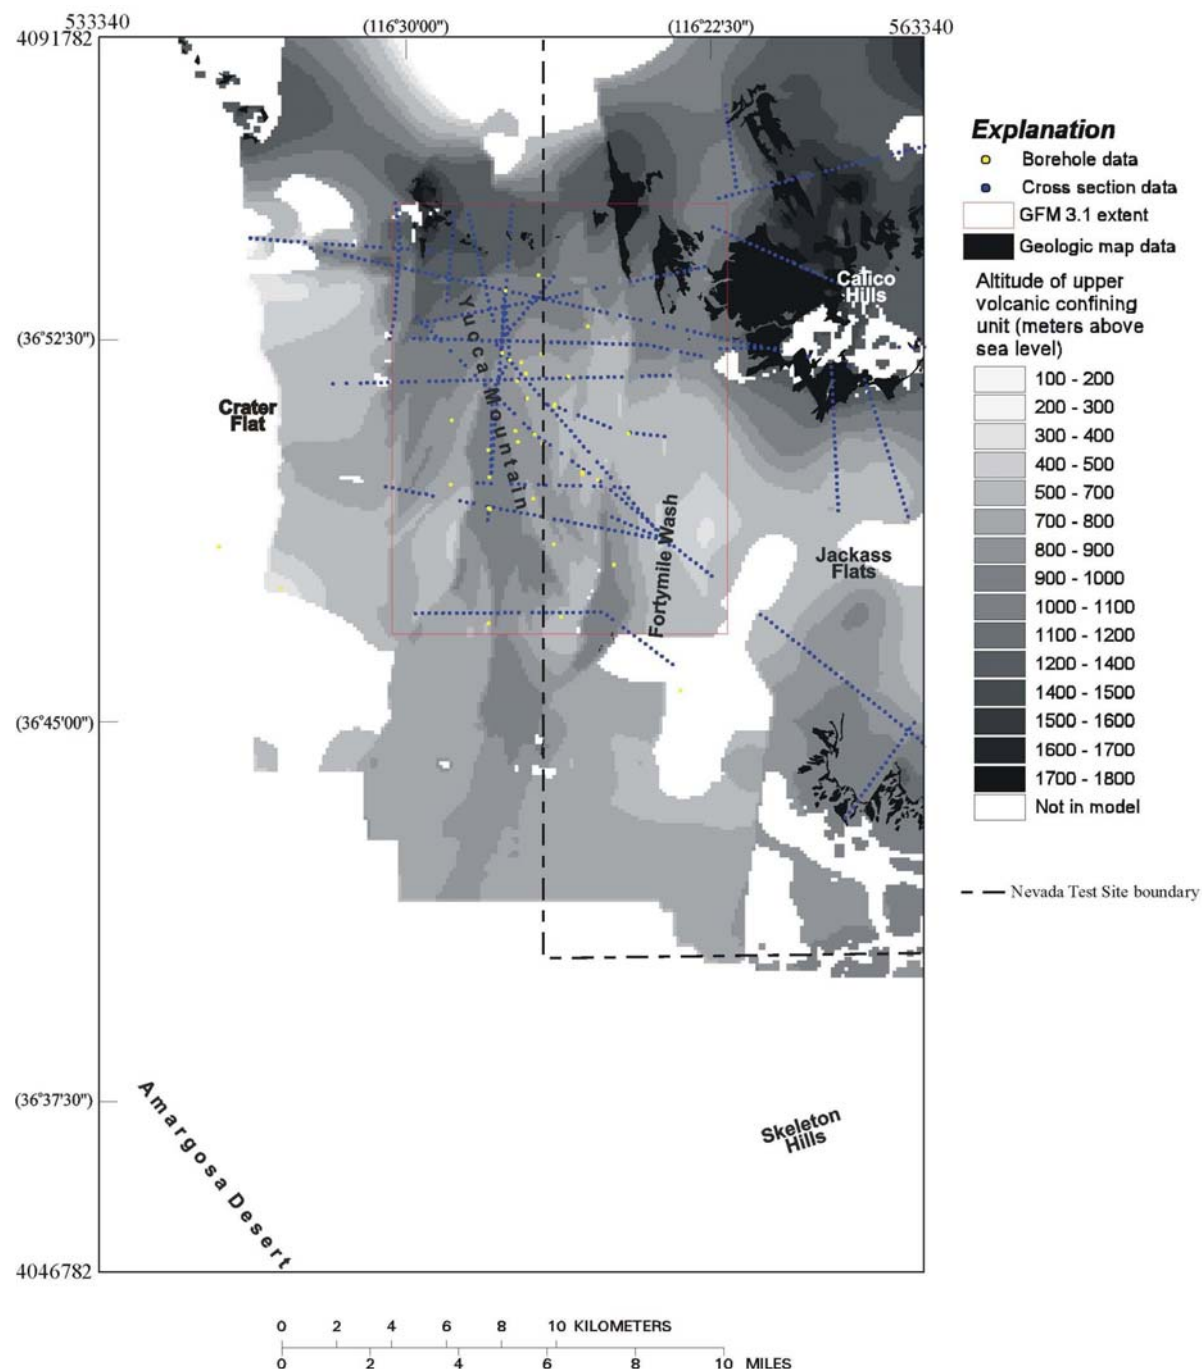 533340
(116°30'00")
(116°22'30")
563340
4091782
Explanation
Borehole data
Cross section data
GFM 3.1 extent
Geologic map data
Altitude of upper
volcanic confining
unit (meters above
sea level)
100 - 200
200 - 300
300 - 400
400 - 500
500 - 700
700 - 800
800 - 900
900 - 1000
1000 - 1100
1100 - 1200
1200 - 1400
1400 - 1500
1500 - 1600
1600 - 1700
1700 - 1800
Not in model
Nevada Test Site boundary
Calico
Hills
(36°52'30")
Yucca Mountain
Crater
Flat
Fortymile Wash
Jackass
Flats
(36°45'00")
(36°37'30")
Amargosa Desert
Skeleton
Hills
4046782
0 2 4 6 8 10 KILOMETERS
0 2 4 6 8 10 MILES